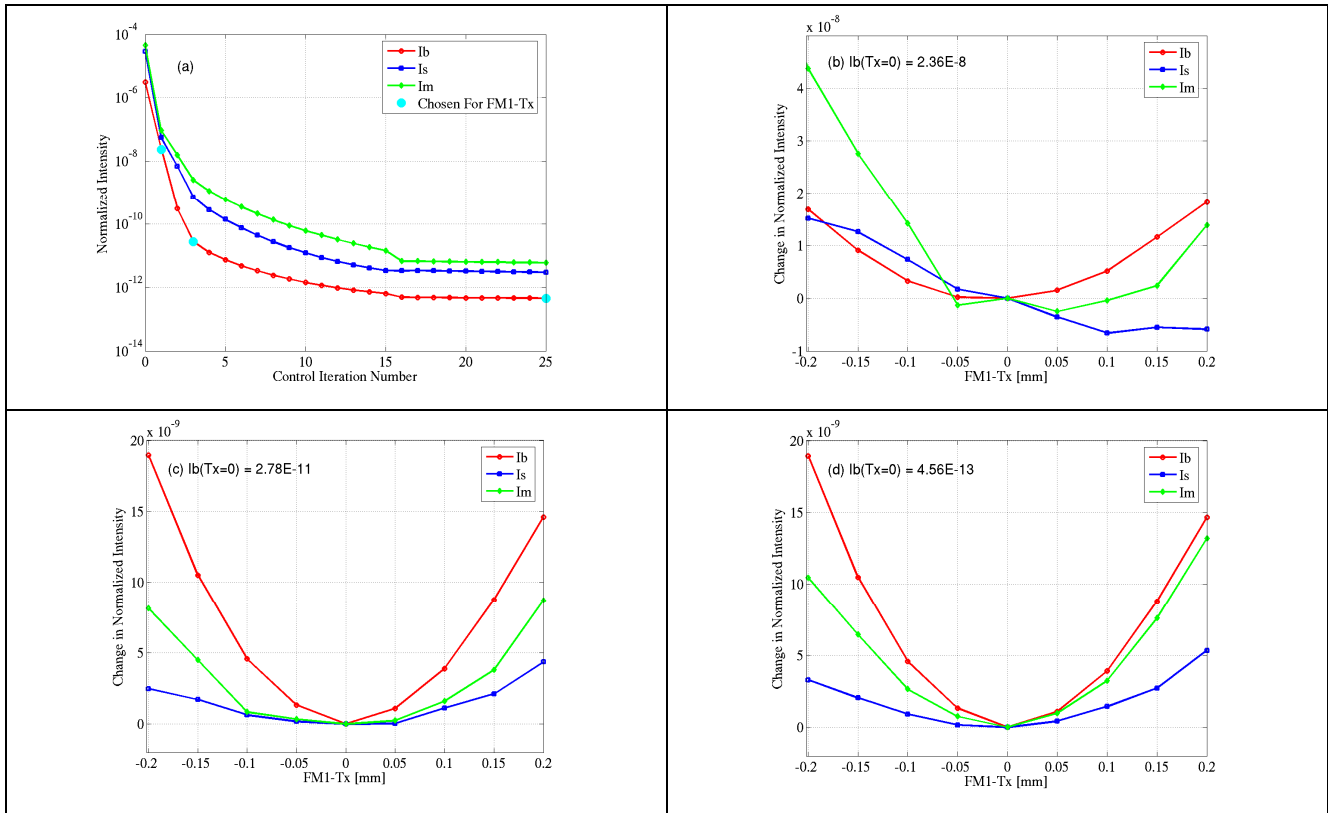 (a)
Ib
Is
Im
Chosen For FM1-Tx
Normalized Intensity
10^-4
10^-6
10^-8
10^-10
10^-12
10^-14
0 5 10 15 20 25
Control Iteration Number
x 10^-8
(b) Ib(Tx=0) = 2.36E-8
Ib
Is
Im
Change in Normalized Intensity
4
3
2
1
0
-1
-0.2 -0.15 -0.1 -0.05 0 0.05 0.1 0.15 0.2
FM1-Tx [mm]
x 10^-9
(c) Ib(Tx=0) = 2.78E-11
Ib
Is
Im
Change in Normalized Intensity
20
15
10
5
0
-0.2 -0.15 -0.1 -0.05 0 0.05 0.1 0.15 0.2
FM1-Tx [mm]
x 10^-9
(d) Ib(Tx=0) = 4.56E-13
Ib
Is
Im
Change in Normalized Intensity
20
15
10
5
0
-0.2 -0.15 -0.1 -0.05 0 0.05 0.1 0.15 0.2
FM1-Tx [mm]